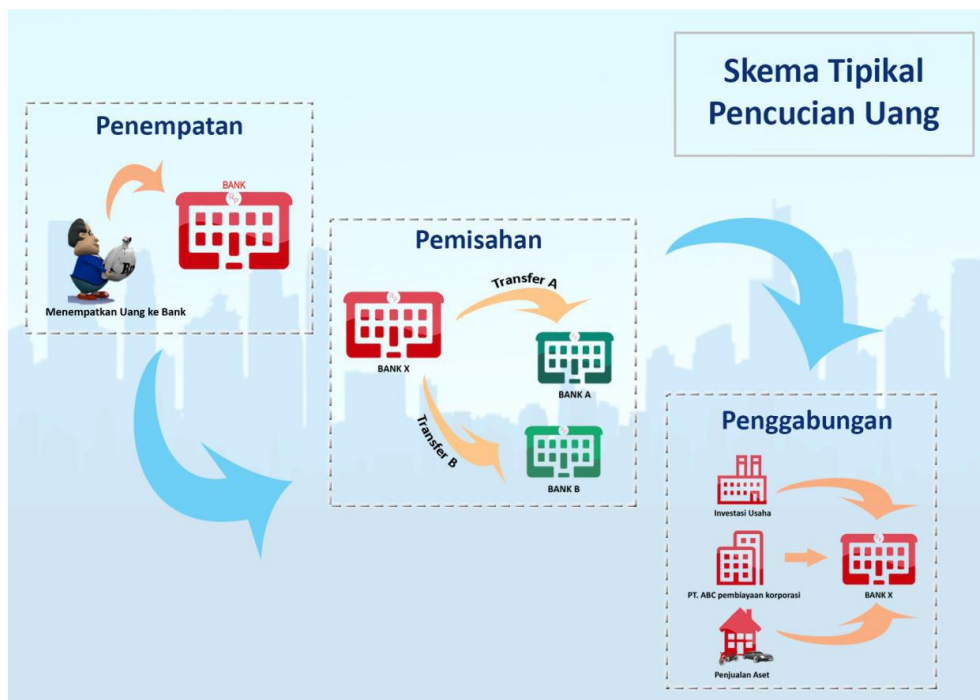 Skema Tipikal
Pencucian Uang
Penempatan
BANK
Rp
Menempatkan Uang ke Bank
Pemisahan
Transfer A
BANK X
BANK A
Transfer B
BANK B
Penggabungan
Investasi Usaha
PT. ABC pembiayaan korporasi
BANK X
Penjualan Aset